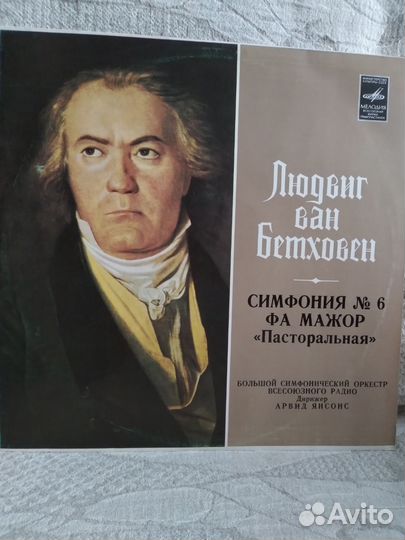 МЕЛОДИЯ
Людвиг
ван
Бетховен
СИМФОНИЯ № 6
ФА МАЖОР
«Пасторальная»
БОЛЬШОЙ СИМФОНИЧЕСКИЙ ОРКЕСТР
ВСЕСОЮЗНОГО РАДИО
Дирижер
АРВИД ЯНСОНС
Avito